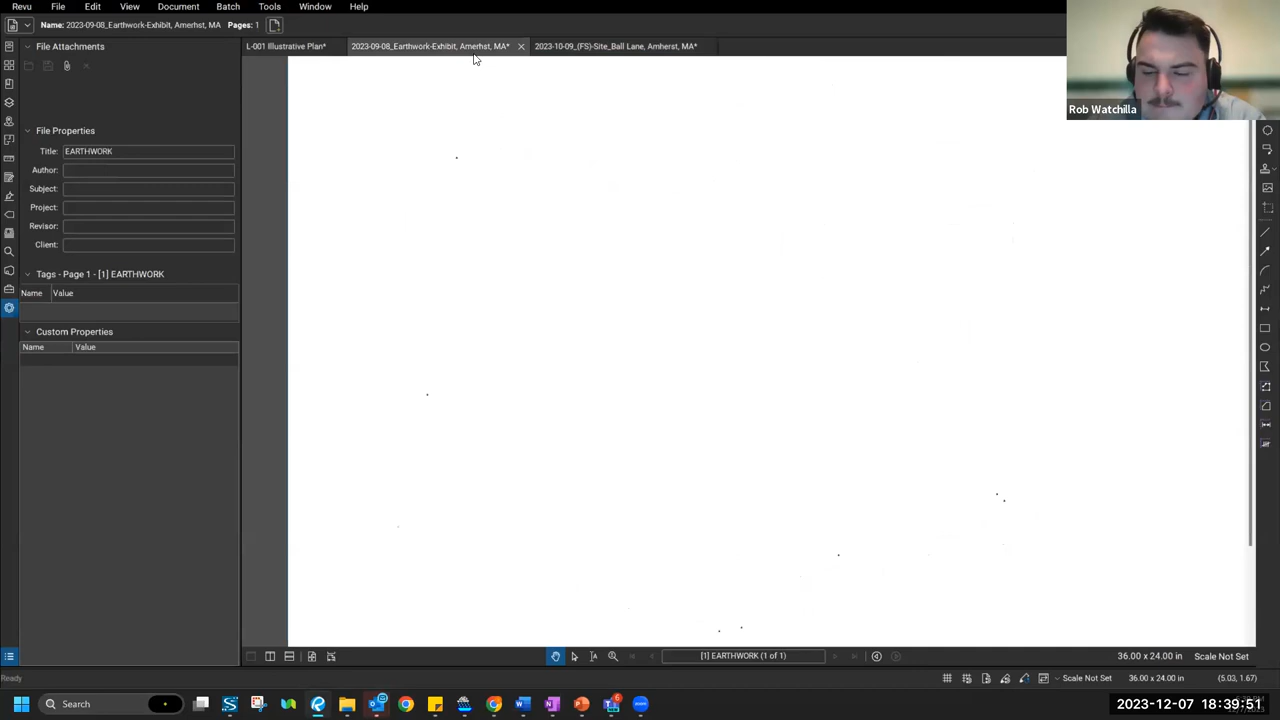 Revu File Edit View Document Batch Tools Window Help
Name: 2023-09-08_Earthwork-Exhibit, Amerhst, MA Pages: 1
File Attachments
L-001 Illustrative Plan* 2023-09-08_Earthwork-Exhibit, Amerhst, MA* 2023-10-09_(FS)-Site_Ball Lane, Amherst, MA*
Rob Watchilla
File Properties
Title: EARTHWORK
Author:
Subject:
Project:
Revisor:
Client:
Tags - Page 1 - [1] EARTHWORK
Name Value
Custom Properties
Name Value
[1] EARTHWORK (1 of 1) 36.00 x 24.00 in Scale Not Set
Ready Scale Not Set 36.00 x 24.00 in (5.03, 1.67)
Search 6 2023-12-07 18:39:51